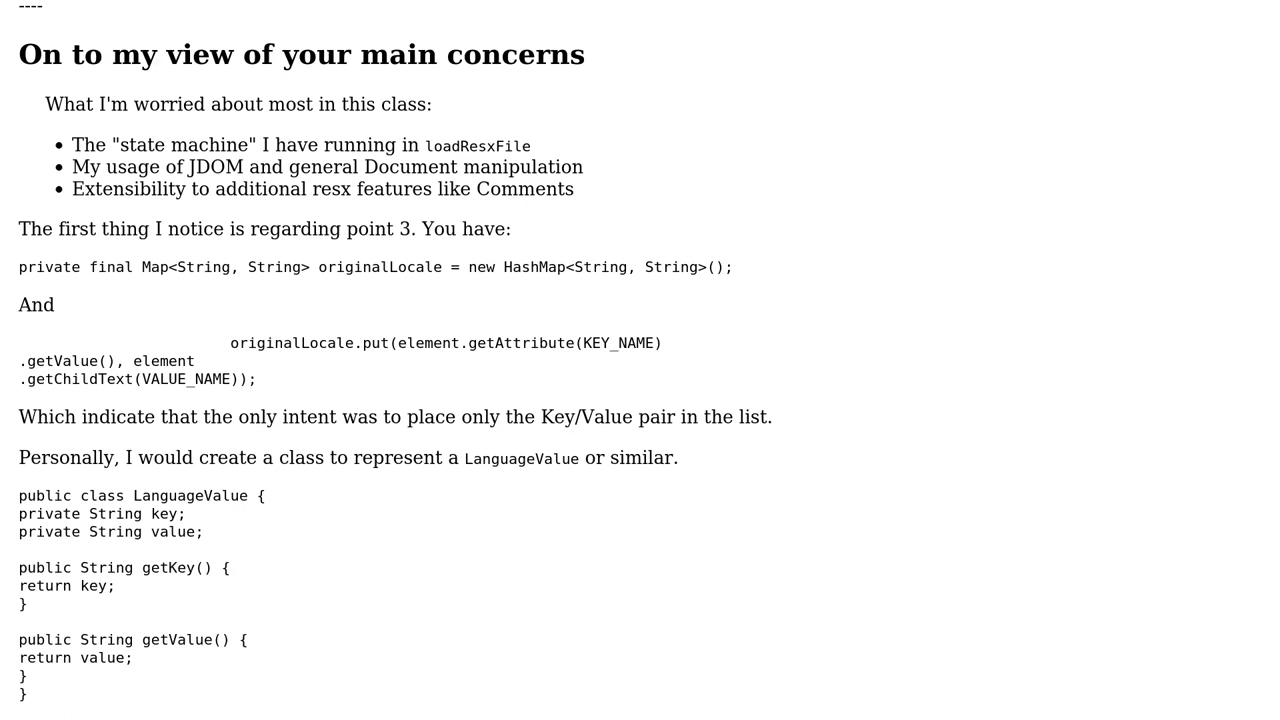 ----
On to my view of your main concerns
What I'm worried about most in this class:
• The "state machine" I have running in loadResxFile
• My usage of JDOM and general Document manipulation
• Extensibility to additional resx features like Comments
The first thing I notice is regarding point 3. You have:
private final Map<String, String> originalLocale = new HashMap<String, String>();
And
originalLocale.put(element.getAttribute(KEY_NAME)
.getValue(), element
.getChildText(VALUE_NAME));
Which indicate that the only intent was to place only the Key/Value pair in the list.
Personally, I would create a class to represent a LanguageValue or similar.
public class LanguageValue {
private String key;
private String value;
public String getKey() {
return key;
}
public String getValue() {
return value;
}
}